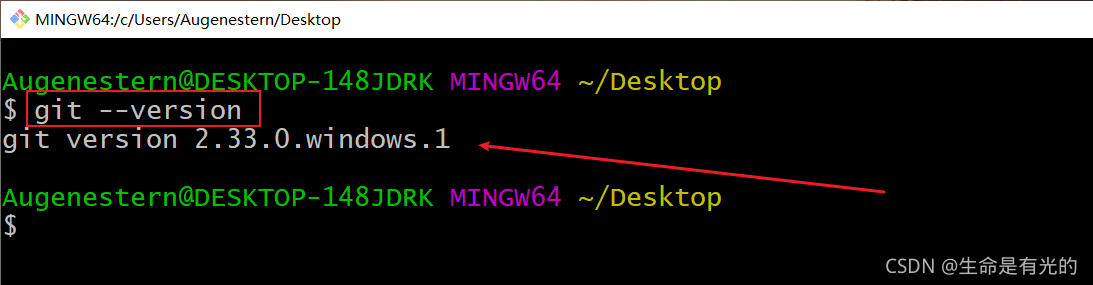 MINGW64:/c/Users/Augenestern/Desktop
Augenestern@DESKTOP-148JDRK MINGW64 ~/Desktop
$ git --version
git version 2.33.0.windows.1
Augenestern@DESKTOP-148JDRK MINGW64 ~/Desktop
$
CSDN @生命是有光的